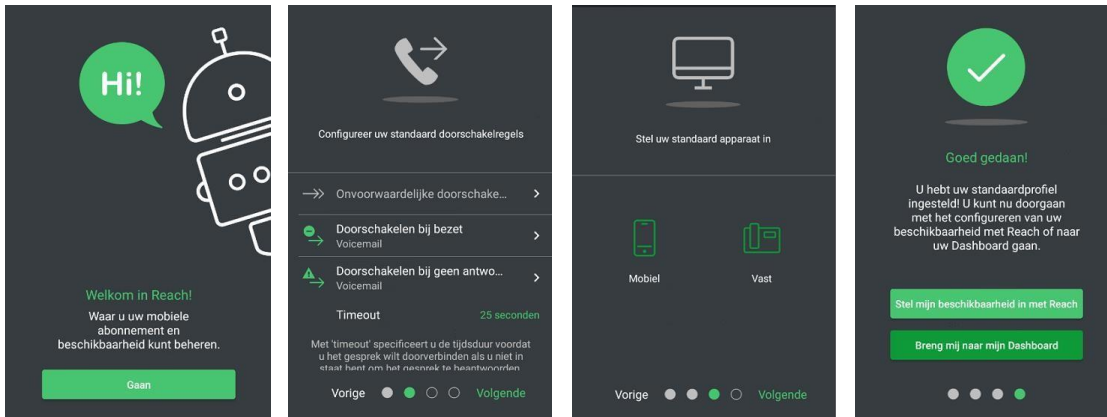 Hi!
Welkom in Reach!
Waar u uw mobiele
abonnement en
beschikbaarheid kunt beheren.
Gaan
Configureer uw standaard doorschakelregels
Onvoorwaardelijke doorschake...
Doorschakelen bij bezet
Voicemail
Doorschakelen bij geen antwo...
Voicemail
Timeout 25 seconden
Met 'timeout' specificeert u de tijdsduur voordat
u het gesprek wilt doorverbinden als u niet in
staat bent om het gesprek te beantwoorden
Vorige Volgende
Stel uw standaard apparaat in
Mobiel Vast
Vorige Volgende
Goed gedaan!
U hebt uw standaardprofiel
ingesteld! U kunt nu doorgaan
met het configureren van uw
beschikbaarheid met Reach of naar
uw Dashboard gaan.
Stel mijn beschikbaarheid in met Reach
Breng mij naar mijn Dashboard